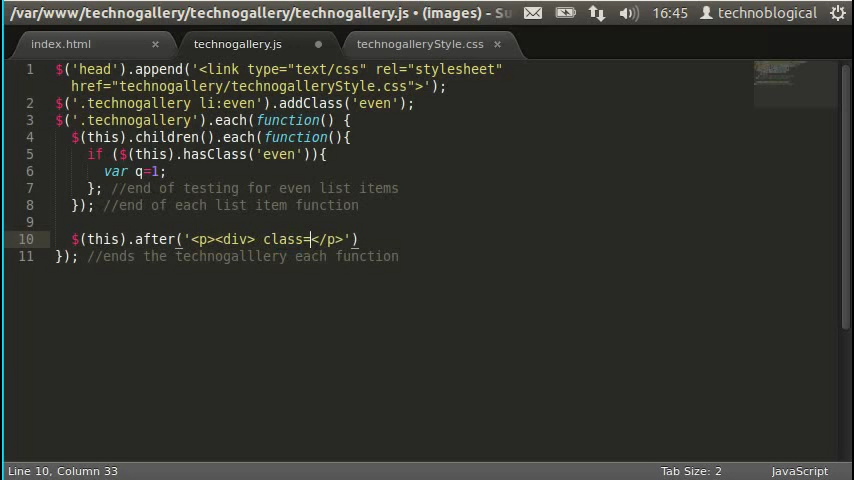 /var/www/technogallery/technogallery/technogallery.js • (images) - Su 16:45 technoblogical
index.html × technogallery.js • technogalleryStyle.css ×
1 $('head').append('<link type="text/css" rel="stylesheet"
href="technogallery/technogalleryStyle.css">');
2 $('.technogallery li:even').addClass('even');
3 $('.technogallery').each(function() {
4 $(this).children().each(function(){
5 if ($(this).hasClass('even')){
6 var q=1;
7 }; //end of testing for even list items
8 }); //end of each list item function
9
10 $(this).after('<p><div> class=</p>')
11 }); //ends the technogalllery each function
Line 10, Column 33 Tab Size: 2 JavaScript